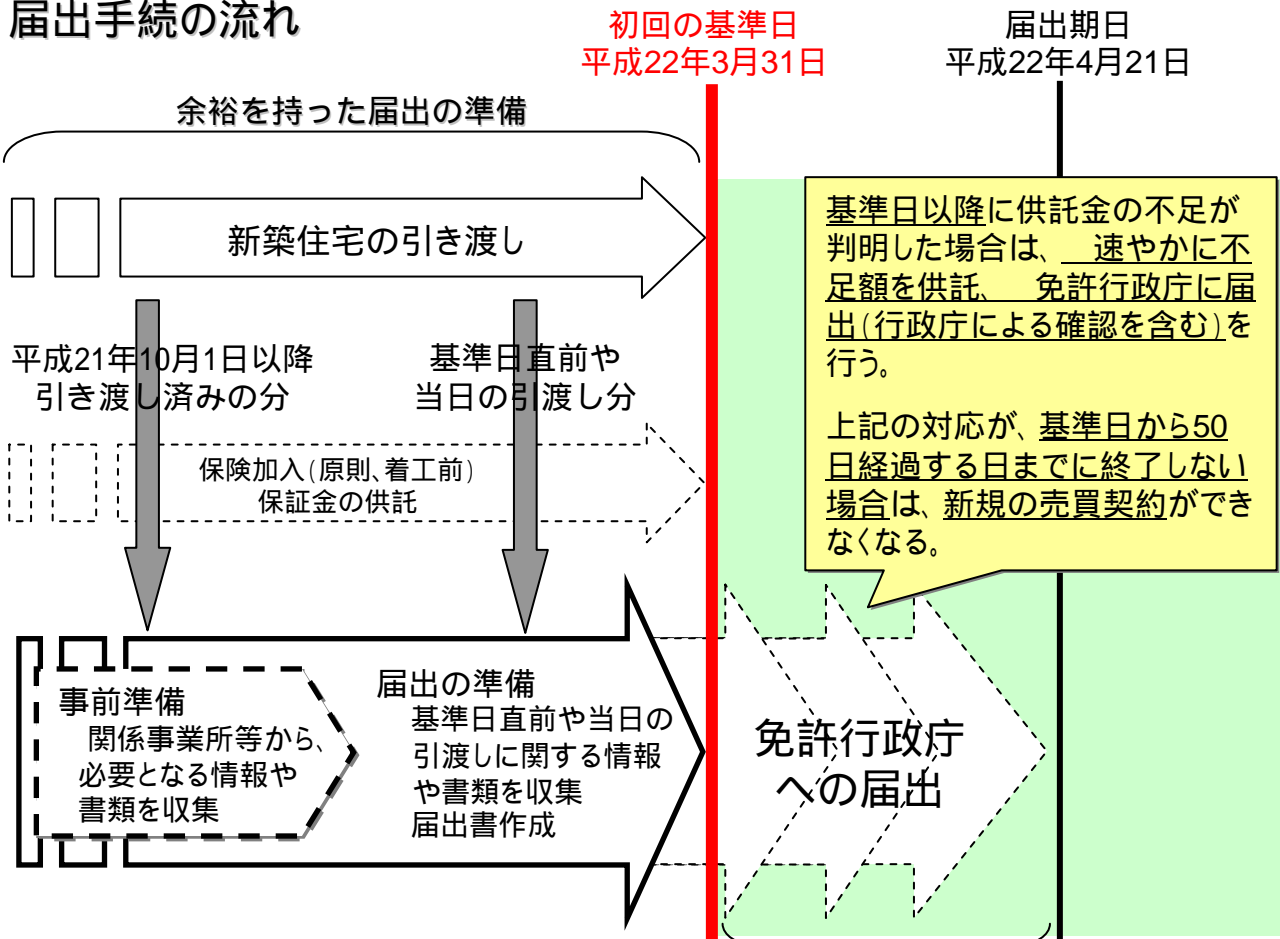 届出手続の流れ
初回の基準日
平成22年3月31日
届出期日
平成22年4月21日
余裕を持った届出の準備
新築住宅の引き渡し
平成21年10月1日以降
引き渡し済みの分
基準日直前や
当日の引渡し分
保険加入(原則、着工前)
保証金の供託
基準日以降に供託金の不足が
判明した場合は、 速やかに不
足額を供託、 免許行政庁に届
出(行政庁による確認を含む)を
行う。
上記の対応が、基準日から50
日経過する日までに終了しない
場合は、新規の売買契約ができ
なくなる。
事前準備
関係事業所等から、
必要となる情報や
書類を収集
届出の準備
基準日直前や当日の
引渡しに関する情報
や書類を収集
届出書作成
免許行政庁
への届出